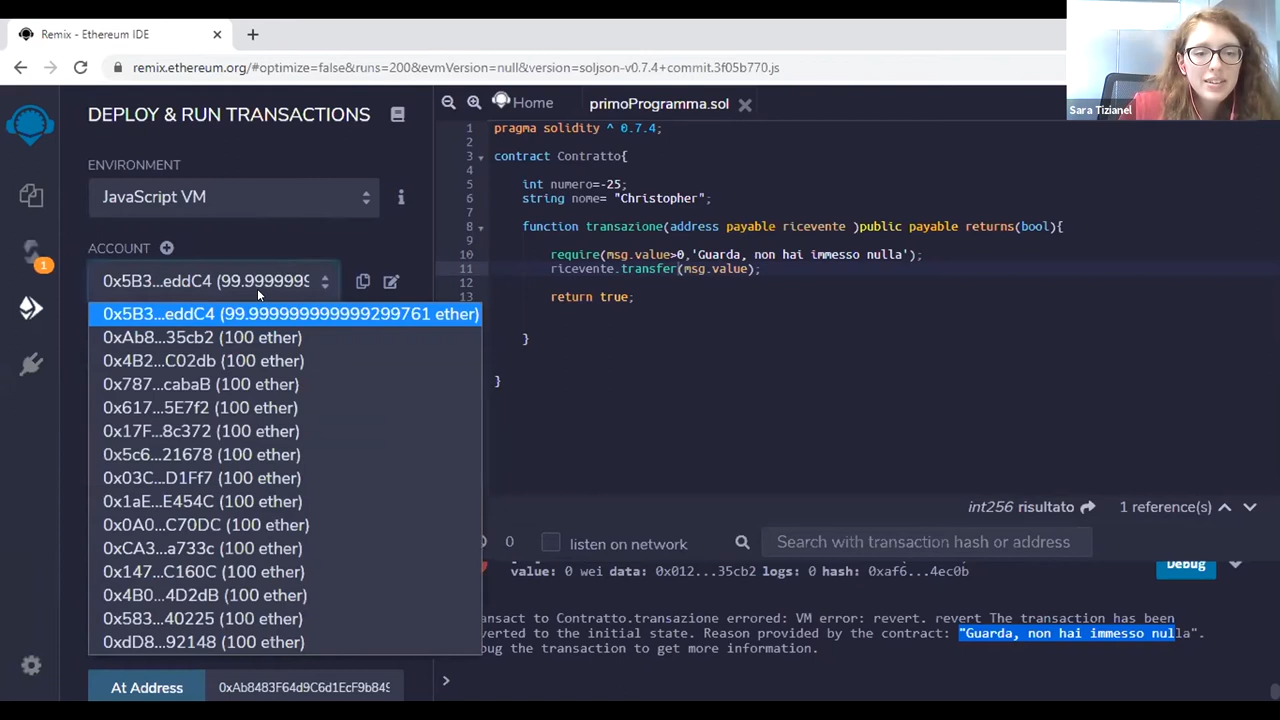 Remix - Ethereum IDE
remix.ethereum.org/#optimize=false&runs=200&evmVersion=null&version=soljson-v0.7.4+commit.3f05b770.js
Sara Tizianel
DEPLOY & RUN TRANSACTIONS
ENVIRONMENT
JavaScript VM
ACCOUNT
0x5B3...eddC4 (99.9999999
0x5B3...eddC4 (99.999999999999299761 ether)
0xAb8...35cb2 (100 ether)
0x4B2...C02db (100 ether)
0x787...cabaB (100 ether)
0x617...5E7f2 (100 ether)
0x17F...8c372 (100 ether)
0x5c6...21678 (100 ether)
0x03C...D1Ff7 (100 ether)
0x1aE...E454C (100 ether)
0x0A0...C70DC (100 ether)
0xCA3...a733c (100 ether)
0x147...C160C (100 ether)
0x4B0...4D2dB (100 ether)
0x583...40225 (100 ether)
0xdD8...92148 (100 ether)
At Address 0xAb8483F64d9C6d1EcF9b849
1
Home primoProgramma.sol
1 pragma solidity ^ 0.7.4;
2
3 contract Contratto{
4
5 int numero=-25;
6 string nome= "Christopher";
7
8 function transazione(address payable ricevente )public payable returns(bool){
9
10 require(msg.value>0,'Guarda, non hai immesso nulla');
11 ricevente.transfer(msg.value);
12
13 return true;
}
}
int256 risultato 1 reference(s)
0 listen on network Search with transaction hash or address
value: 0 wei data: 0x012...35cb2 logs: 0 hash: 0xaf6...4ec0b
Debug
ansact to Contratto.transazione errored: VM error: revert. revert The transaction has been
verted to the initial state. Reason provided by the contract: "Guarda, non hai immesso nulla".
bug the transaction to get more information.
>